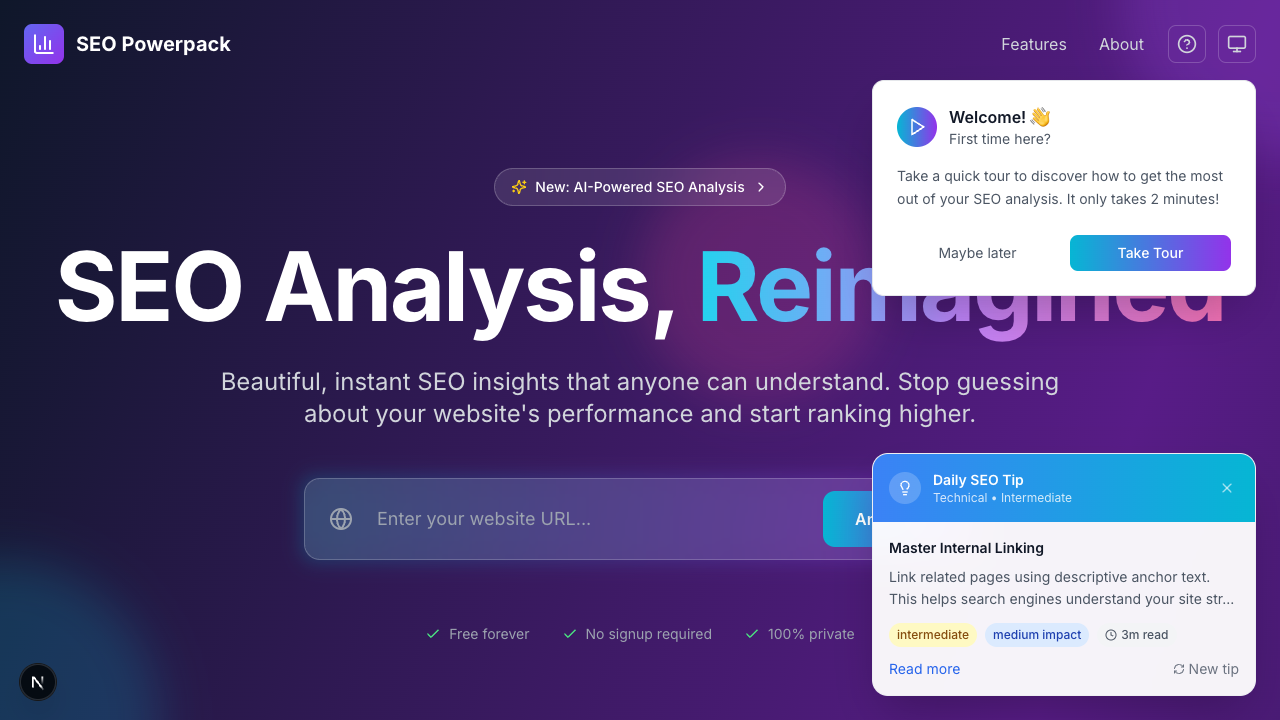 SEO Powerpack
Features
About
Welcome! 👋
First time here?
Take a quick tour to discover how to get the most
out of your SEO analysis. It only takes 2 minutes!
Maybe later
Take Tour
New: AI-Powered SEO Analysis
SEO Analysis, Reimagined
Beautiful, instant SEO insights that anyone can understand. Stop guessing
about your website's performance and start ranking higher.
Enter your website URL...
Free forever
No signup required
100% private
Daily SEO Tip
Technical • Intermediate
Master Internal Linking
Link related pages using descriptive anchor text.
This helps search engines understand your site str...
intermediate
medium impact
3m read
Read more
New tip
N